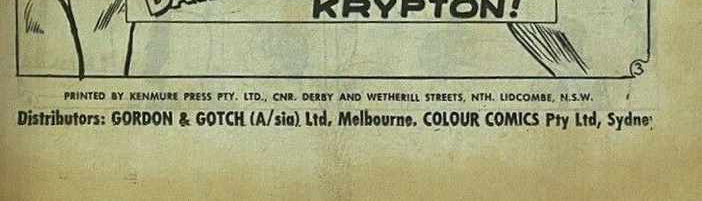 KRYPTON!
3
PRINTED BY KENMURE PRESS PTY. LTD., CNR. DERBY AND WETHERILL STREETS, NTH. LIDCOMBE, N.S.W.
Distributors: GORDON & GOTCH (A/sia) Ltd, Melbourne. COLOUR COMICS Pty Ltd, Sydney